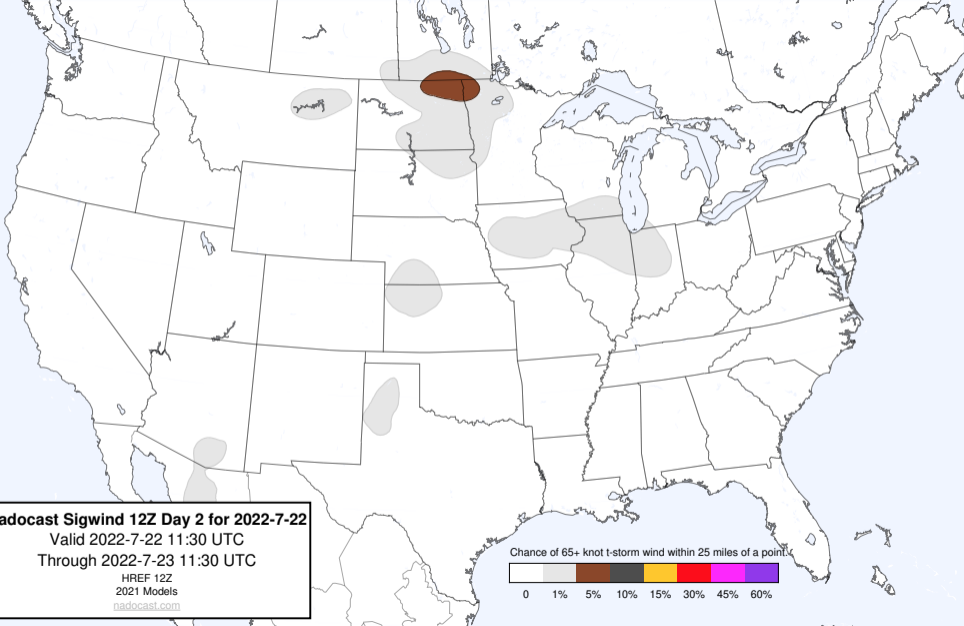 adocast Sigwind 12Z Day 2 for 2022-7-22
Valid 2022-7-22 11:30 UTC
Through 2022-7-23 11:30 UTC
HREF 12Z
2021 Models
nadocast.com
Chance of 65+ knot t-storm wind within 25 miles of a point.
0 1% 5% 10% 15% 30% 45% 60%